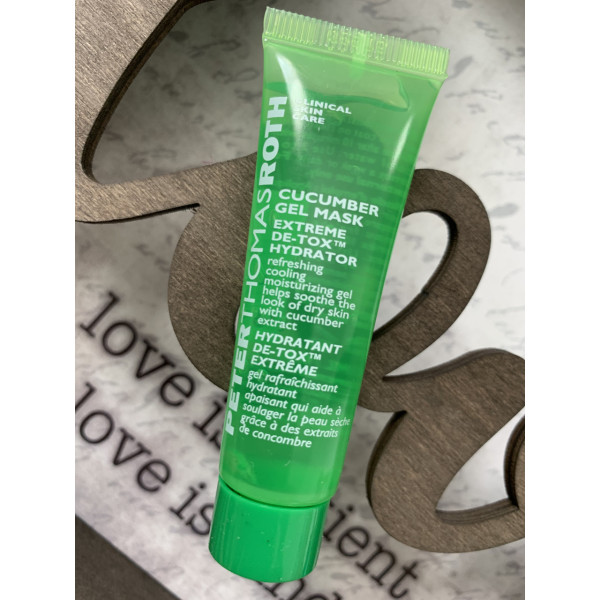 PETER THOMAS ROTH
CLINICAL
SKIN
CARE
CUCUMBER
GEL MASK
EXTREME
DE-TOX™
HYDRATOR
refreshing
cooling
moisturizing gel
helps soothe the
look of dry skin
with cucumber
extract
HYDRATANT
DE-TOX™
EXTRÊME
gel rafraîchissant
hydratant
apaisant qui aide à
soulager la peau sèche
grâce à des extraits
de concombre
love is
love is